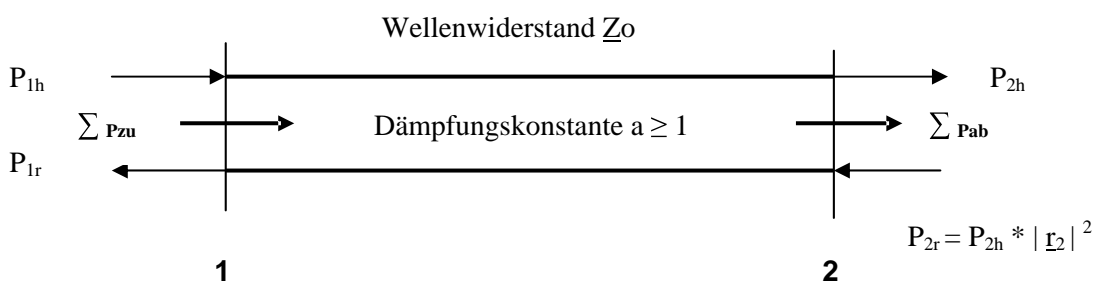 Wellenwiderstand Zo
P1h
P2h
∑ Pzu
Dämpfungskonstante a ≥ 1
∑ Pab
P1r
P2r = P2h * | r2 | 2
1
2